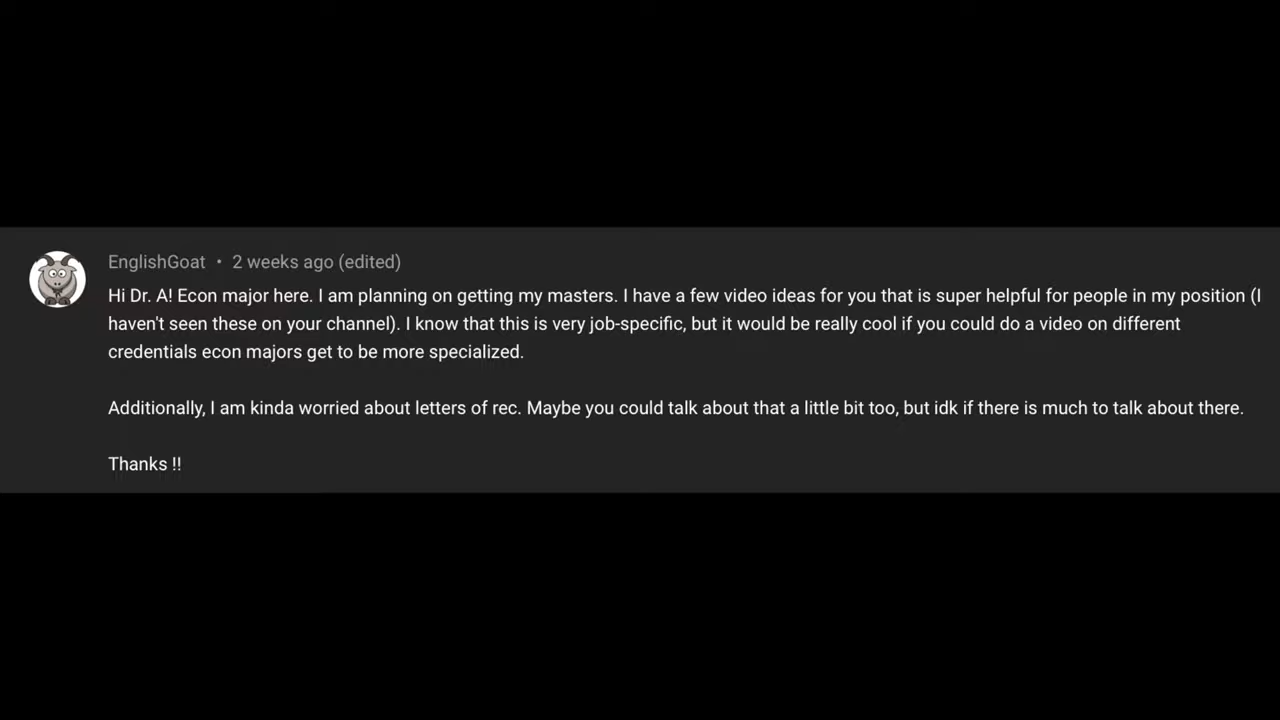 EnglishGoat • 2 weeks ago (edited)
Hi Dr. A! Econ major here. I am planning on getting my masters. I have a few video ideas for you that is super helpful for people in my position (I
haven't seen these on your channel). I know that this is very job-specific, but it would be really cool if you could do a video on different
credentials econ majors get to be more specialized.
Additionally, I am kinda worried about letters of rec. Maybe you could talk about that a little bit too, but idk if there is much to talk about there.
Thanks !!